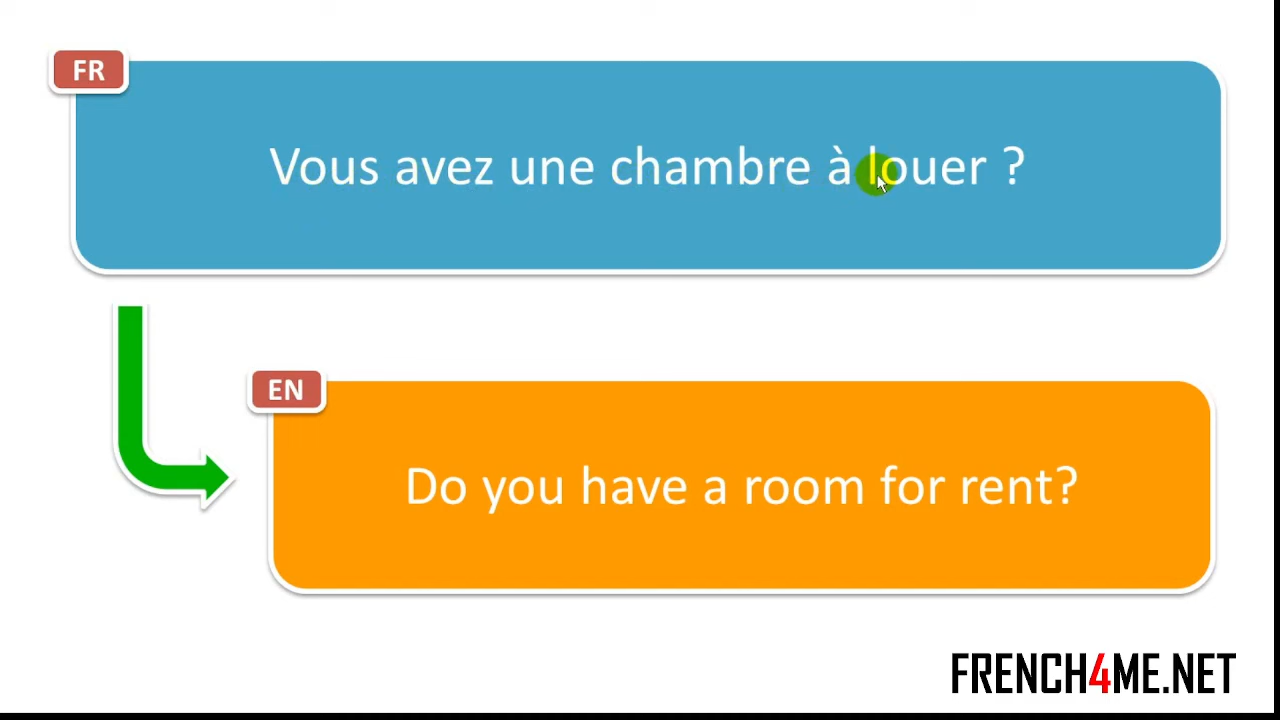 FR
Vous avez une chambre à louer ?
EN
Do you have a room for rent?
FRENCH4ME.NET